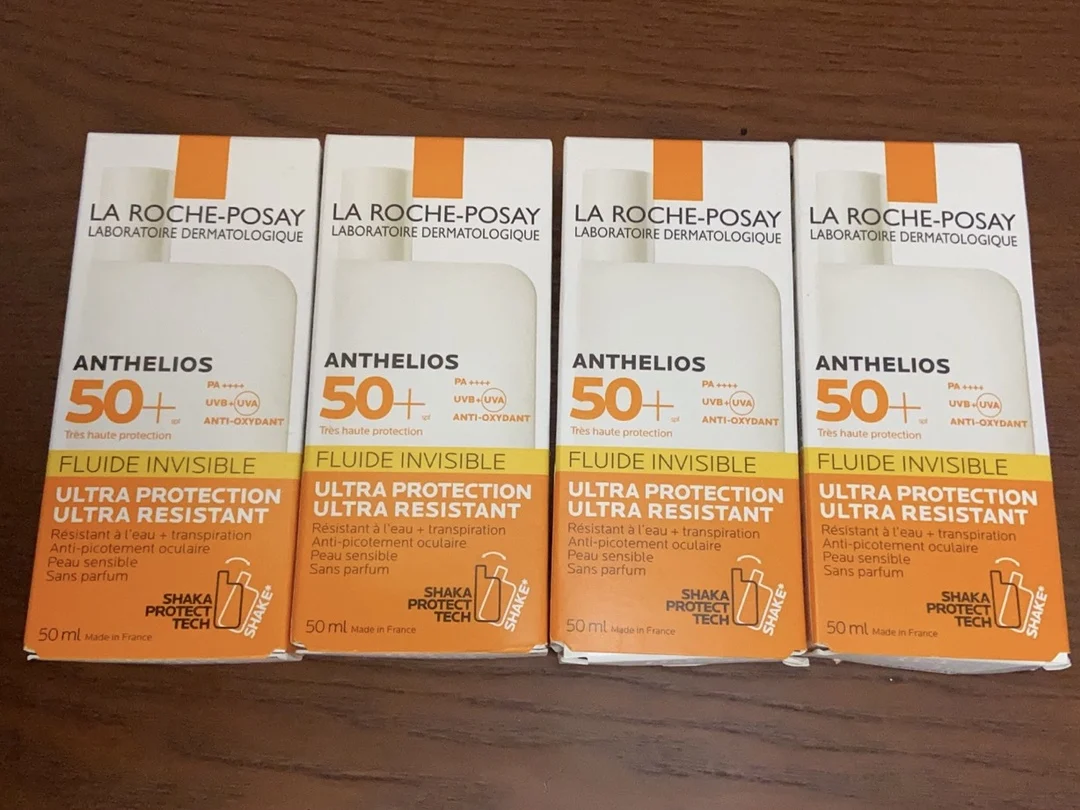 LA ROCHE-POSAY
LABORATOIRE DERMATOLOGIQUE
ANTHELIOS
50+ spf
PA ++++
UVB+UVA
ANTI-OXYDANT
Très haute protection
FLUIDE INVISIBLE
ULTRA PROTECTION
ULTRA RESISTANT
Résistant à l'eau + transpiration
Anti-picotement oculaire
Peau sensible
Sans parfum
SHAKA
PROTECT
TECH
SHAKE*
50 ml Made in France
LA ROCHE-POSAY
LABORATOIRE DERMATOLOGIQUE
ANTHELIOS
50+ spf
PA ++++
UVB+UVA
ANTI-OXYDANT
Très haute protection
FLUIDE INVISIBLE
ULTRA PROTECTION
ULTRA RESISTANT
Résistant à l'eau + transpiration
Anti-picotement oculaire
Peau sensible
Sans parfum
SHAKA
PROTECT
TECH
SHAKE*
50 ml Made in France
LA ROCHE-POSAY
LABORATOIRE DERMATOLOGIQUE
ANTHELIOS
50+ spf
PA ++++
UVB+UVA
ANTI-OXYDANT
Très haute protection
FLUIDE INVISIBLE
ULTRA PROTECTION
ULTRA RESISTANT
Résistant à l'eau + transpiration
Anti-picotement oculaire
Peau sensible
Sans parfum
SHAKA
PROTECT
TECH
SHAKE*
50 ml Made in France
LA ROCHE-POSAY
LABORATOIRE DERMATOLOGIQUE
ANTHELIOS
50+ spf
PA ++++
UVB+UVA
ANTI-OXYDANT
Très haute protection
FLUIDE INVISIBLE
ULTRA PROTECTION
ULTRA RESISTANT
Résistant à l'eau + transpiration
Anti-picotement oculaire
Peau sensible
Sans parfum
SHAKA
PROTECT
TECH
SHAKE*
50 ml Made in France